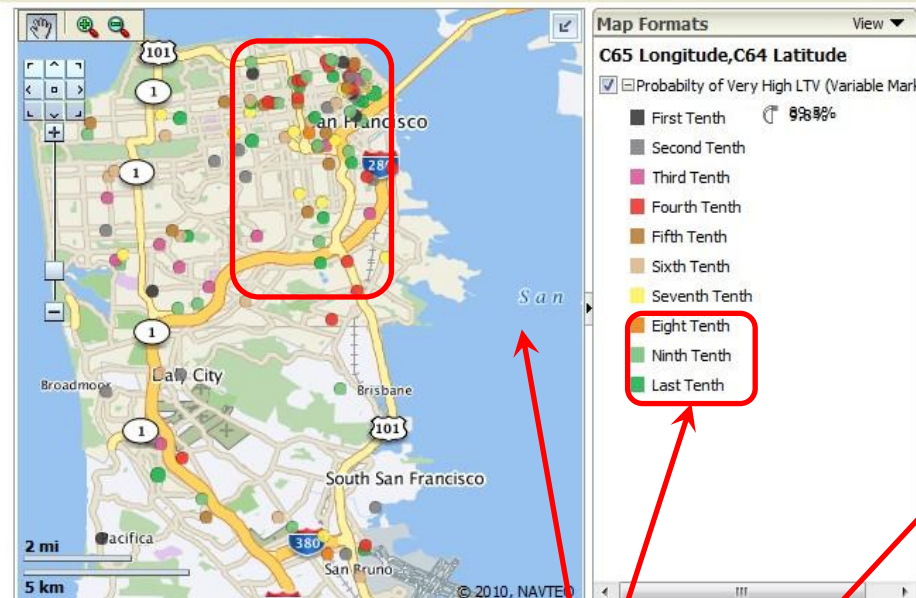 Map Formats
View
C65 Longitude,C64 Latitude
Probabilty of Very High LTV (Variable Mark
First Tenth
Second Tenth
Third Tenth
Fourth Tenth
Fifth Tenth
Sixth Tenth
Seventh Tenth
Eight Tenth
Ninth Tenth
Last Tenth
101
1
an Francisco
280
1
San
1
Daly City
Broadmoor
Brisbane
1
101
South San Francisco
Pacifica
380
San Bruno
2 mi
5 km
© 2010, NAVTEQ